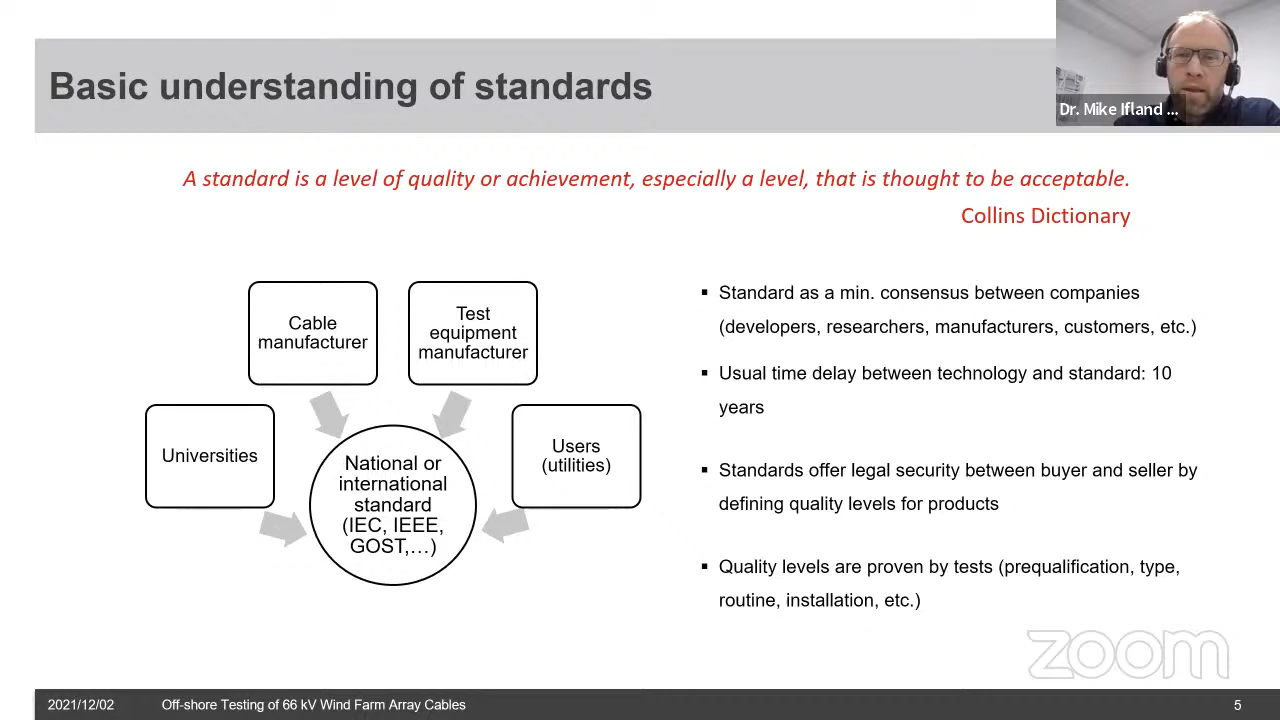 Basic understanding of standards
Dr. Mike Ifland ...
A standard is a level of quality or achievement, especially a level, that is thought to be acceptable.
Collins Dictionary
Cable
manufacturer
Test
equipment
manufacturer
Universities
Users
(utilities)
National or
international
standard
(IEC, IEEE,
GOST,…)
▪ Standard as a min. consensus between companies
(developers, researchers, manufacturers, customers, etc.)
▪ Usual time delay between technology and standard: 10
years
▪ Standards offer legal security between buyer and seller by
defining quality levels for products
▪ Quality levels are proven by tests (prequalification, type,
routine, installation, etc.)
zoom
2021/12/02 Off-shore Testing of 66 kV Wind Farm Array Cables 5